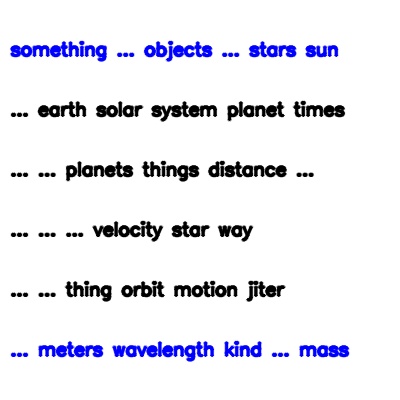 something ... objects ... stars sun
... earth solar system planet times
... ... planets things distance ...
... ... ... velocity star way
... ... thing orbit motion jiter
... meters wavelength kind ... mass